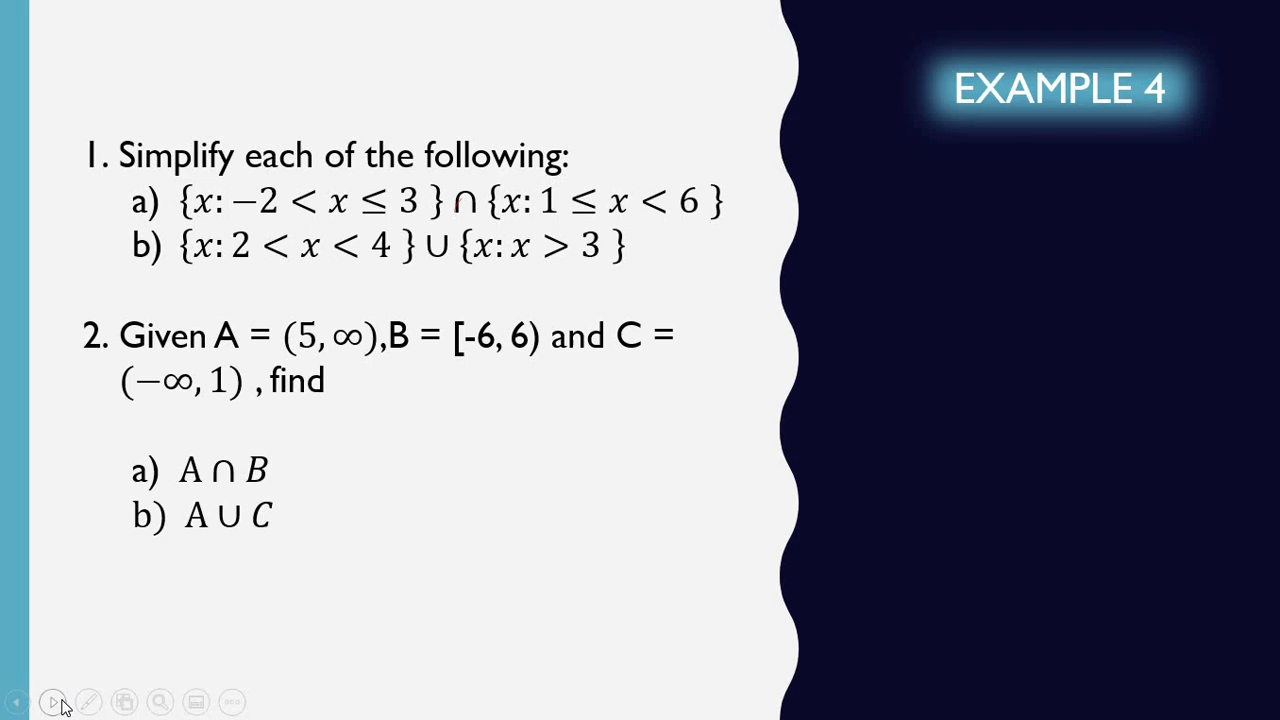 EXAMPLE 4
1. Simplify each of the following:
a) {x: −2 < x ≤ 3 } ∩ {x: 1 ≤ x < 6 }
b) {x: 2 < x < 4 } ∪ {x: x > 3 }
2. Given A = (5, ∞),B = [-6, 6) and C =
(−∞, 1) , find
a) A ∩ B
b) A ∪ C